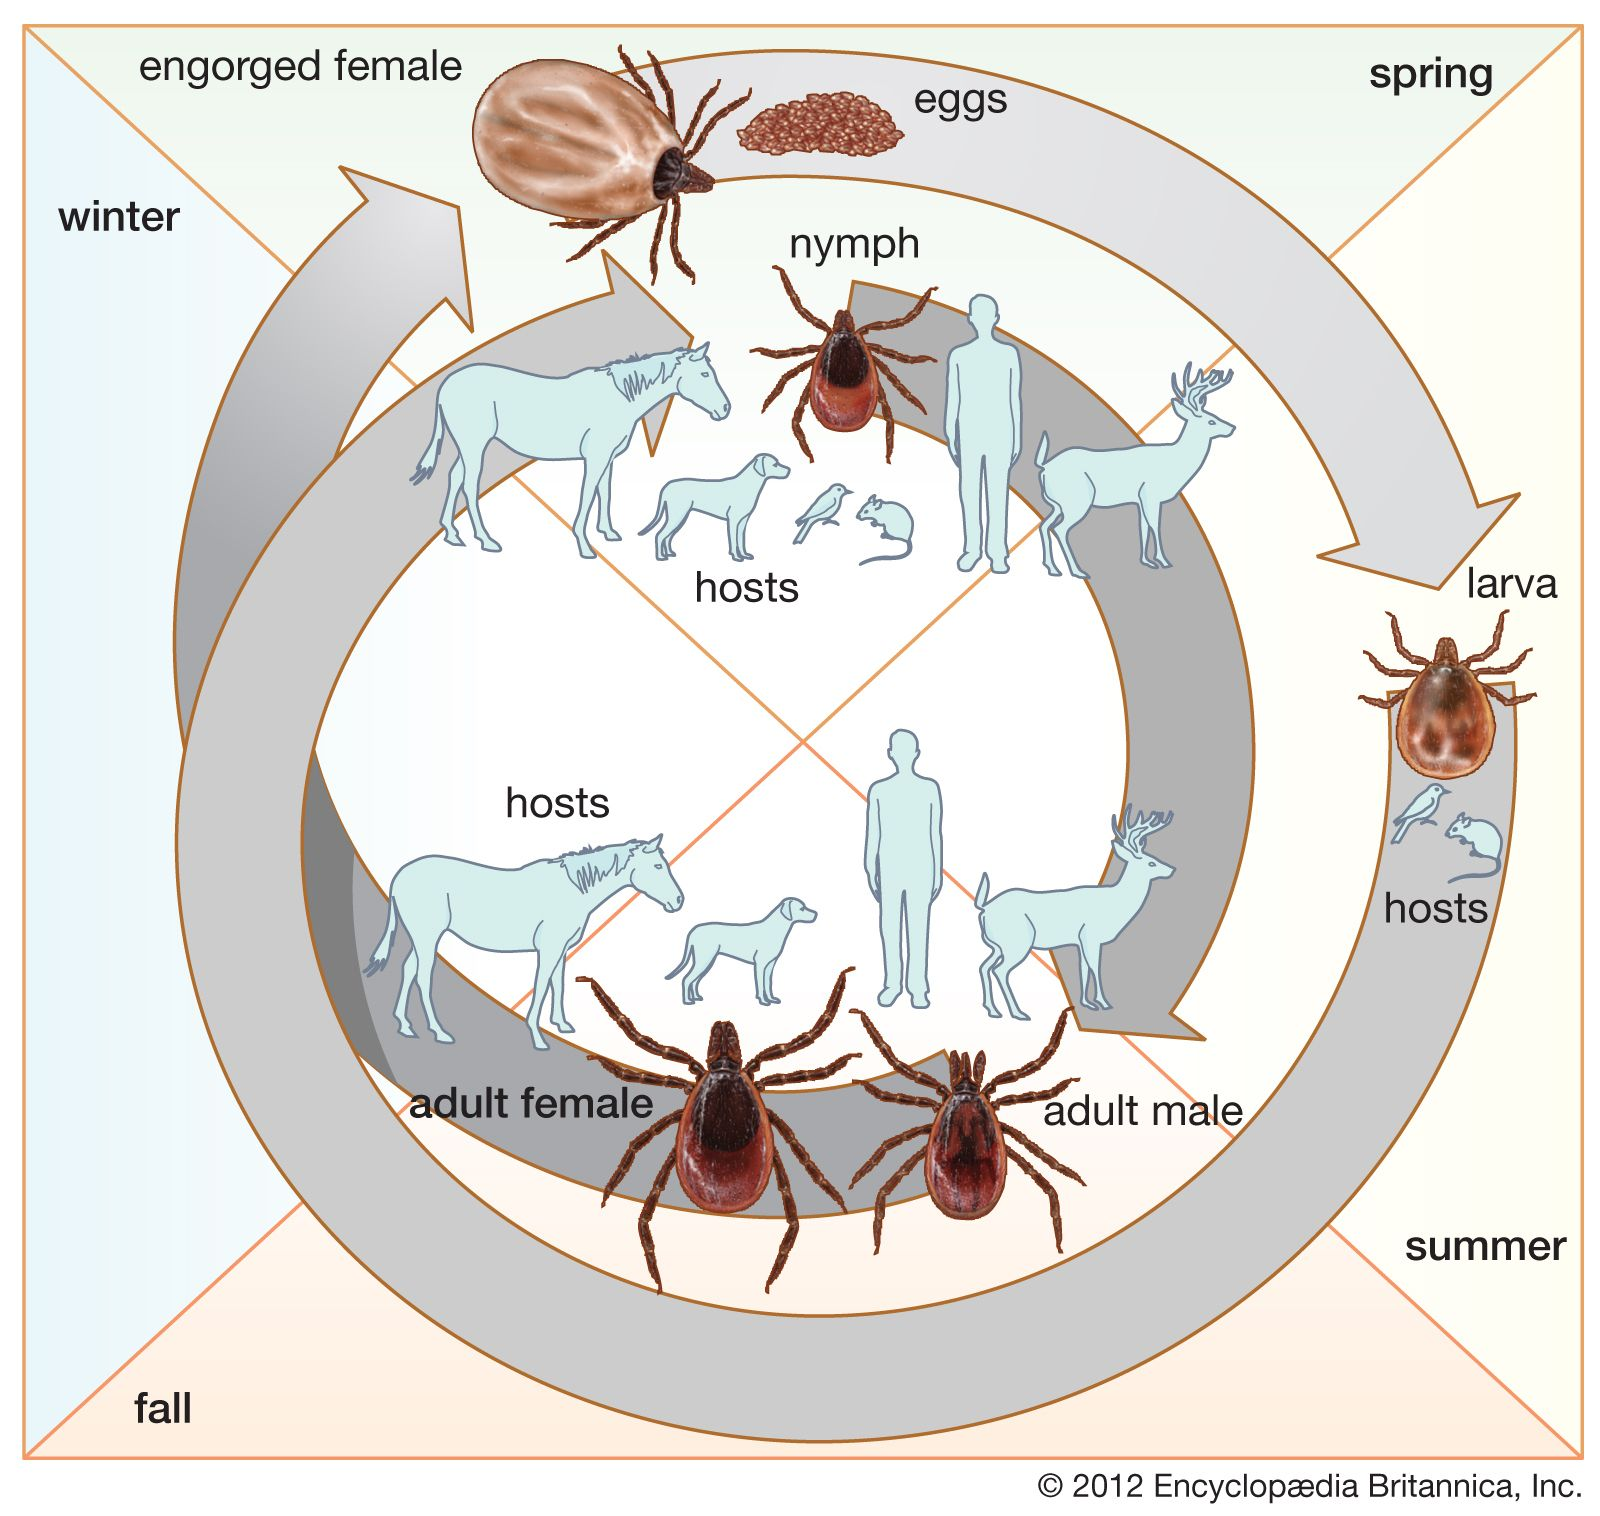 engorged female
eggs
spring
winter
nymph
hosts
larva
hosts
hosts
adult female
adult male
summer
fall
© 2012 Encyclopædia Britannica, Inc.